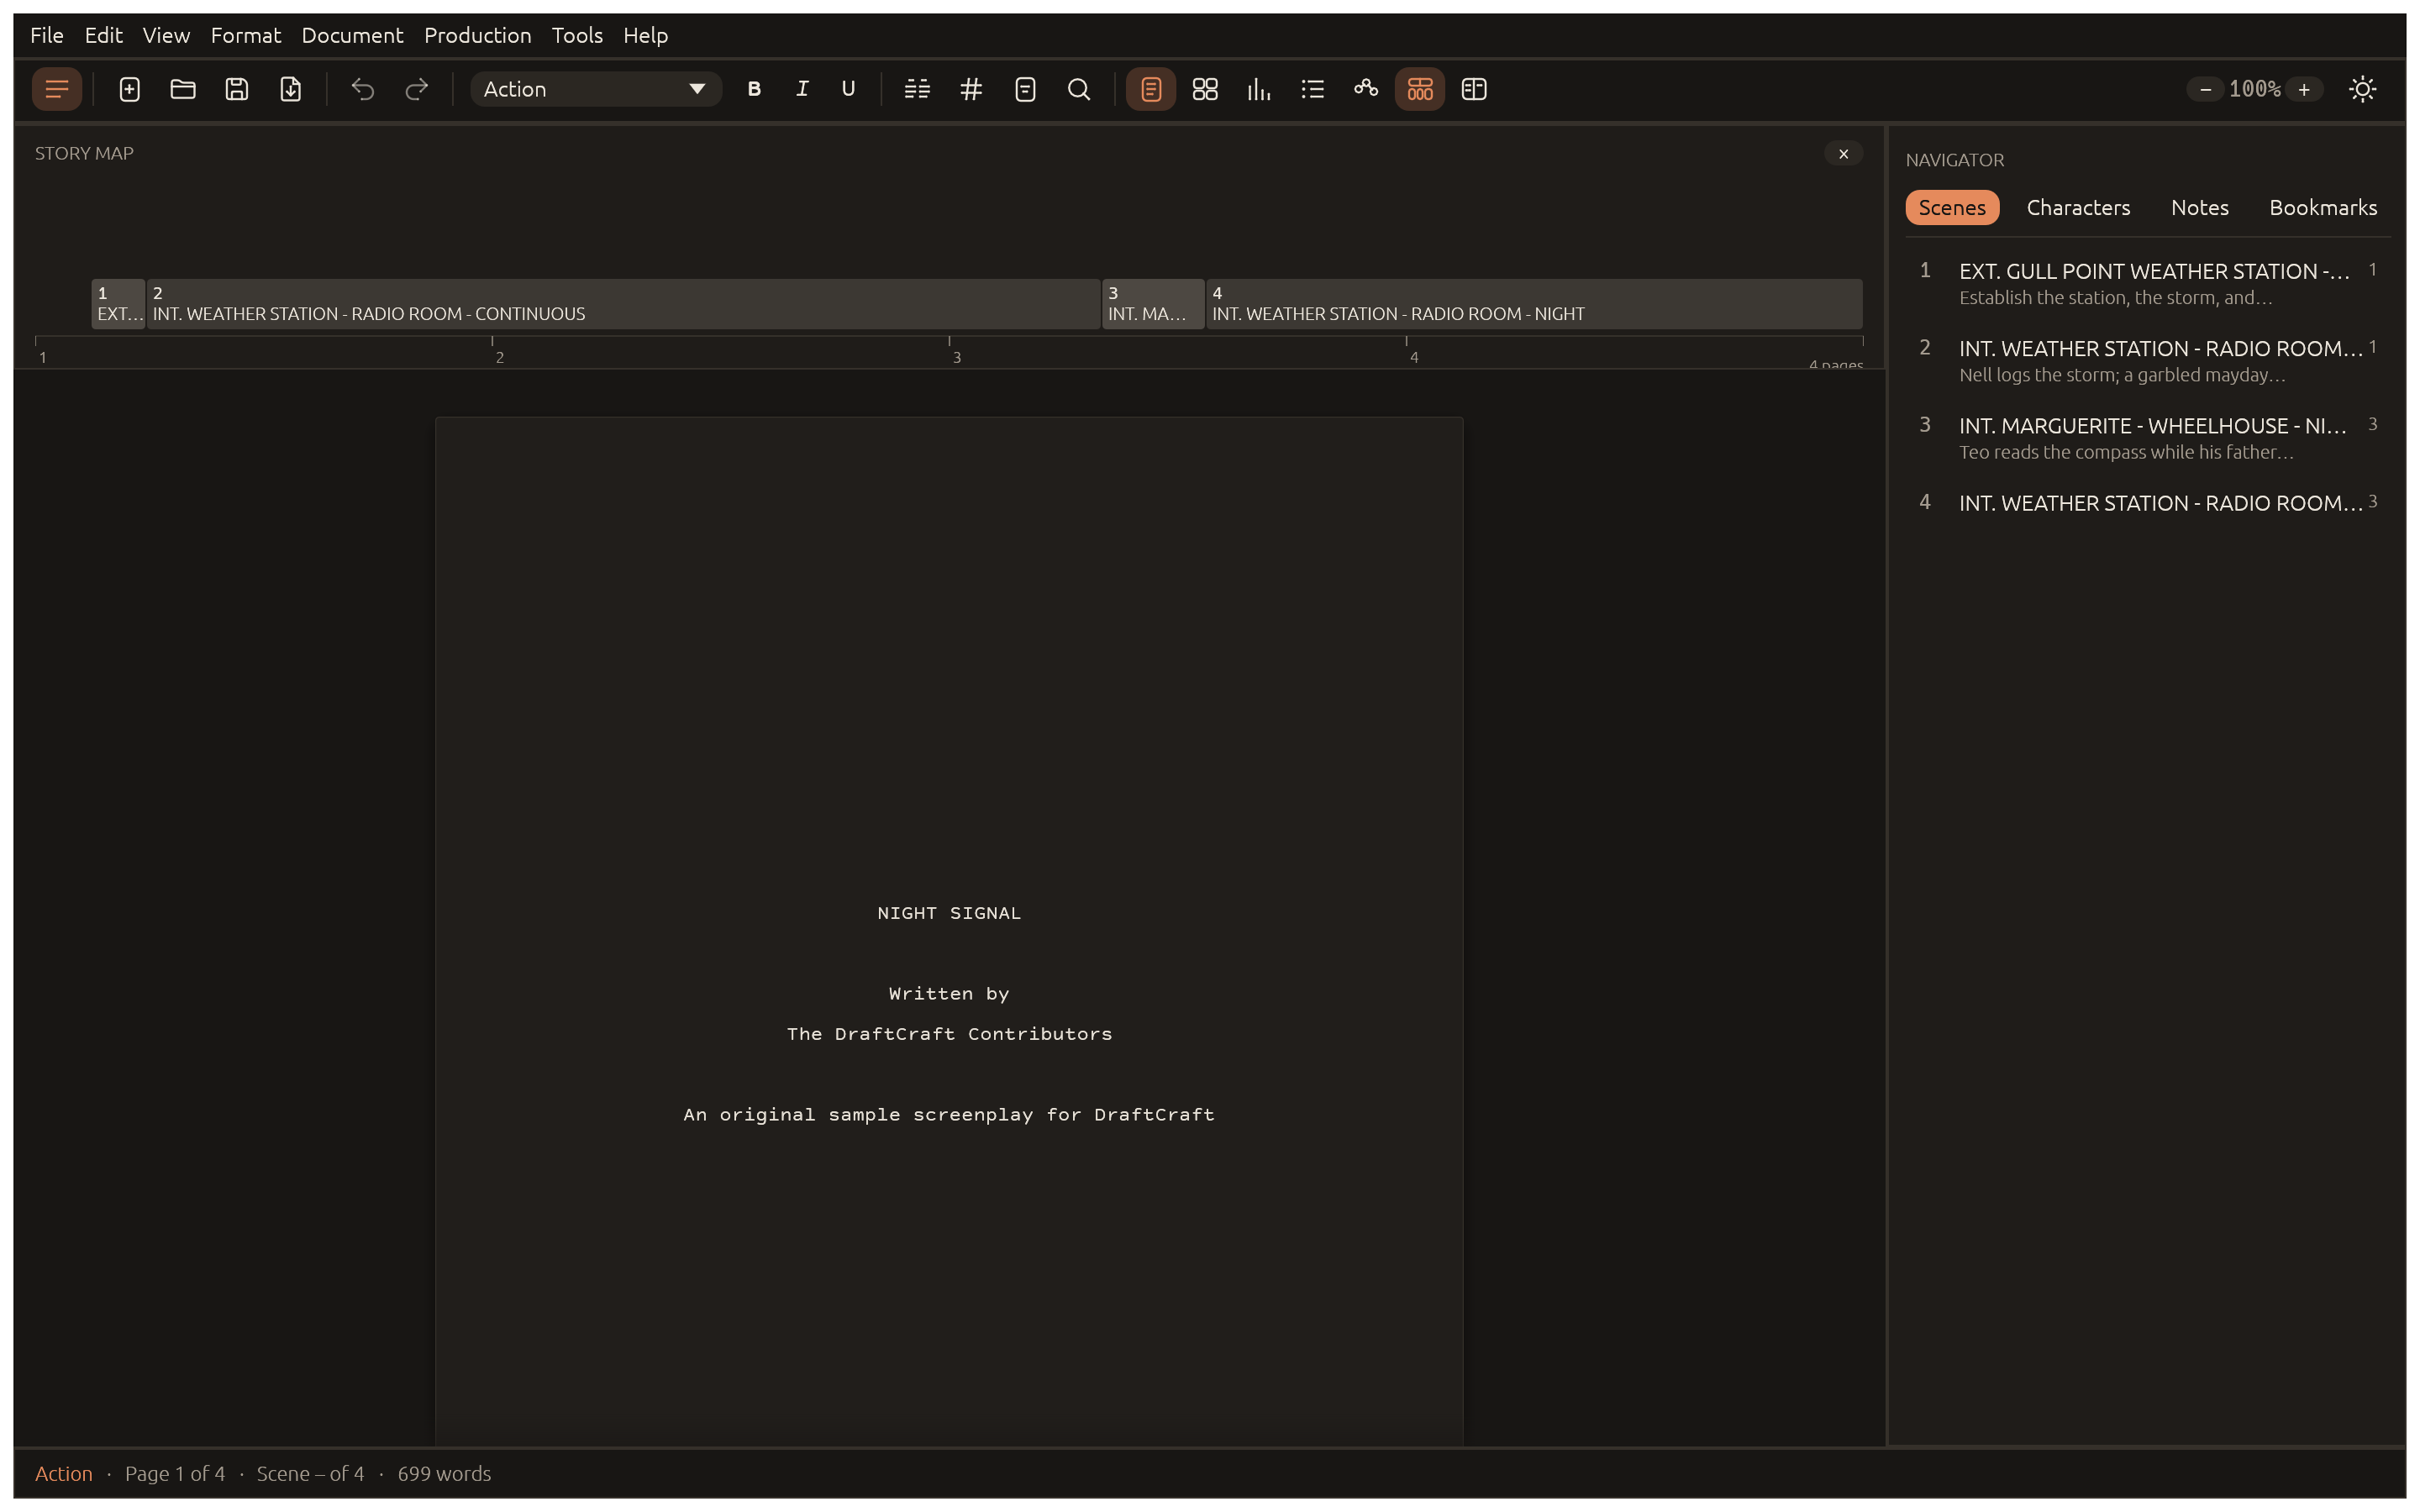 File Edit View Format Document Production Tools Help
Action B I U − 100% +
STORY MAP x
1 2 3 4
EXT… INT. WEATHER STATION - RADIO ROOM - CONTINUOUS INT. MA… INT. WEATHER STATION - RADIO ROOM - NIGHT
1 2 3 4
4 pages
NIGHT SIGNAL
Written by
The DraftCraft Contributors
An original sample screenplay for DraftCraft
NAVIGATOR
Scenes Characters Notes Bookmarks
1 EXT. GULL POINT WEATHER STATION -… 1
Establish the station, the storm, and…
2 INT. WEATHER STATION - RADIO ROOM… 1
Nell logs the storm; a garbled mayday…
3 INT. MARGUERITE - WHEELHOUSE - NI… 3
Teo reads the compass while his father…
4 INT. WEATHER STATION - RADIO ROOM… 3
Action · Page 1 of 4 · Scene – of 4 · 699 words